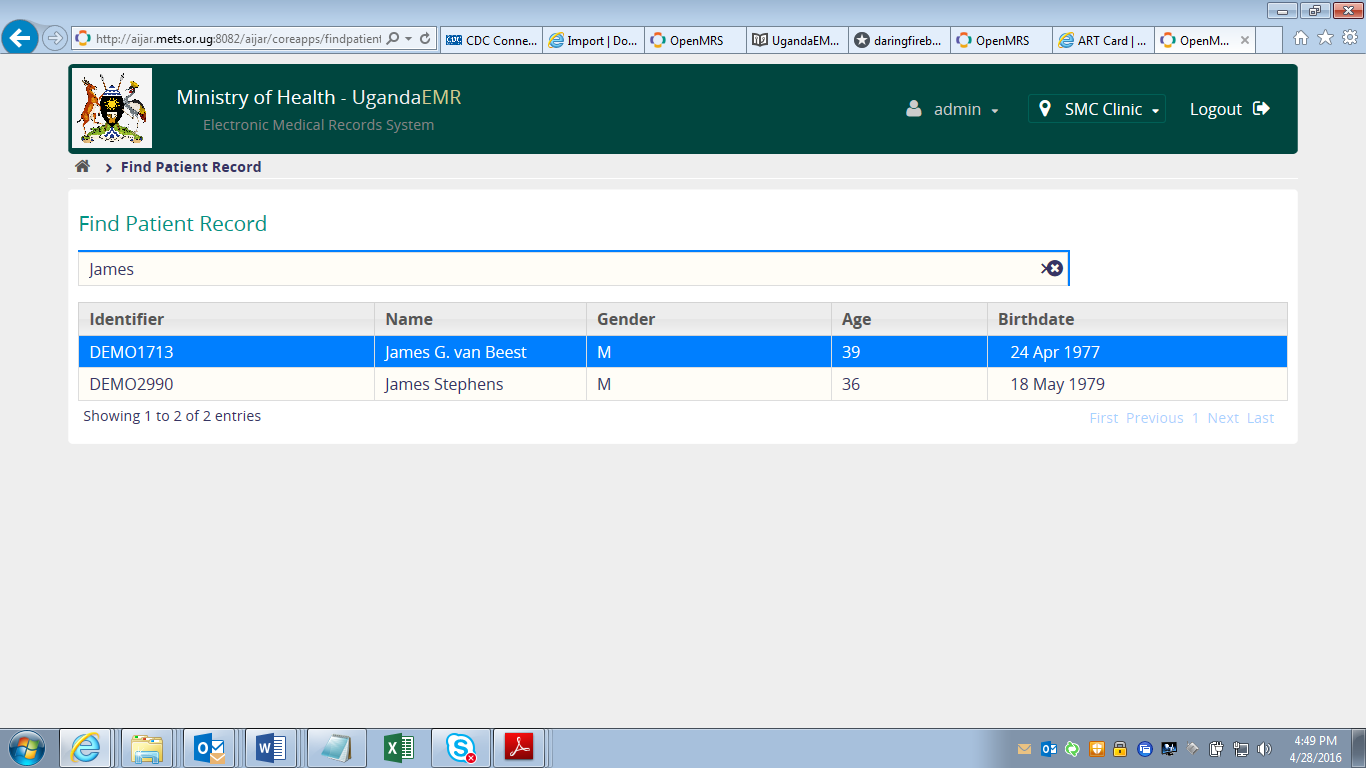 http://aijar.mets.or.ug:8082/aijar/coreapps/findpatient
CDC Conne...
Import | Do...
OpenMRS
UgandaEM...
daringfireb...
OpenMRS
ART Card | ...
OpenM...
Ministry of Health - UgandaEMR
Electronic Medical Records System
admin
SMC Clinic
Logout
Find Patient Record
Find Patient Record
James
Identifier Name Gender Age Birthdate
DEMO1713 James G. van Beest M 39 24 Apr 1977
DEMO2990 James Stephens M 36 18 May 1979
Showing 1 to 2 of 2 entries
First Previous 1 Next Last
4:49 PM
4/28/2016